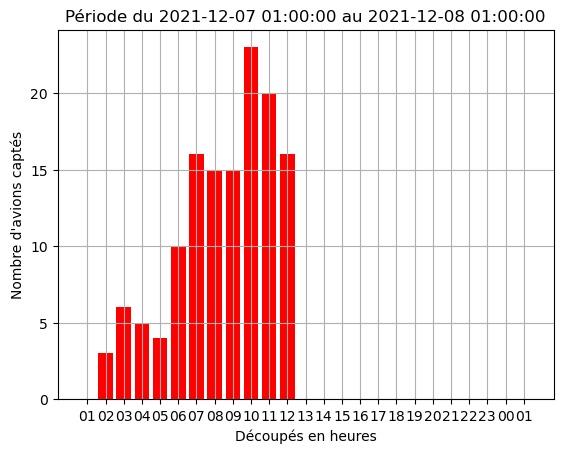 Période du 2021-12-07 01:00:00 au 2021-12-08 01:00:00
Nombre d'avions captés
20
15
10
5
0
01 02 03 04 05 06 07 08 09 10 11 12 13 14 15 16 17 18 19 20 21 22 23 00 01
Découpés en heures